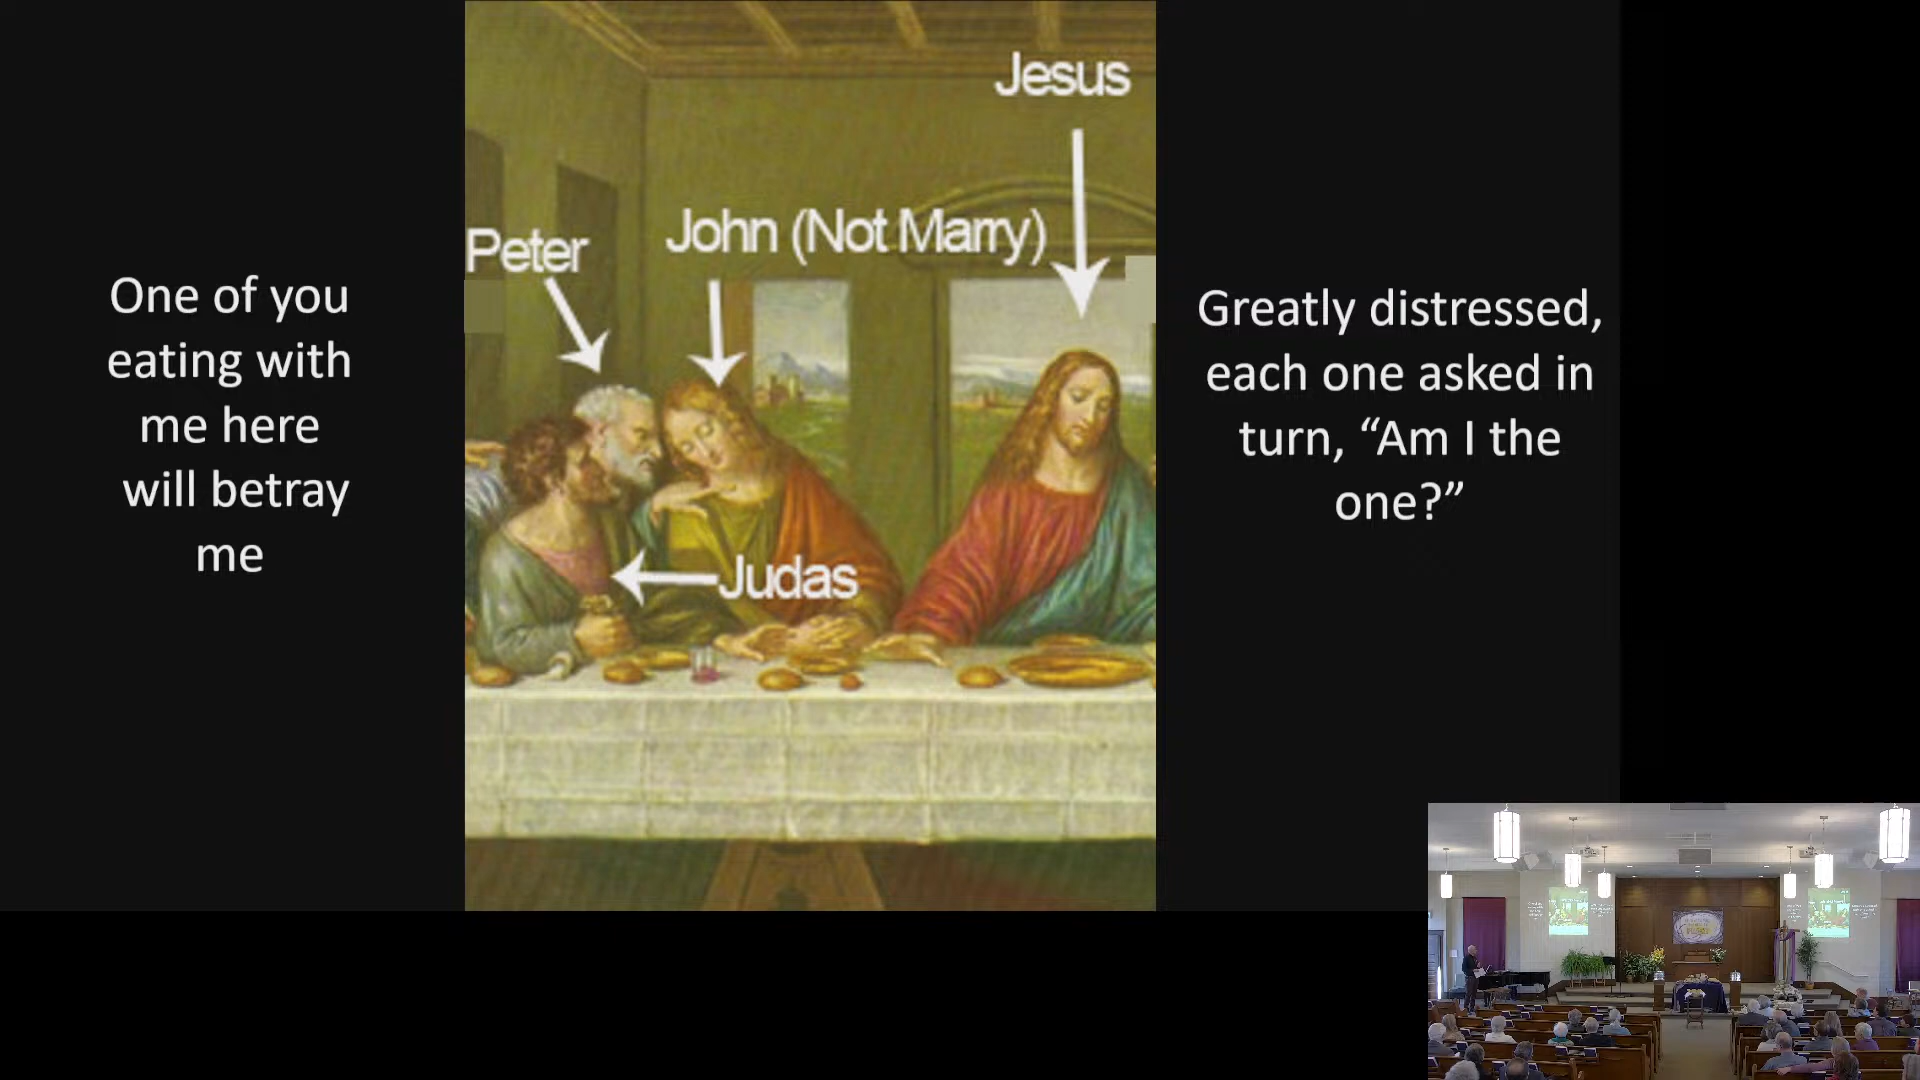 One of you
eating with
me here
will betray
me
Jesus
Peter
John (Not Marry)
Judas
Greatly distressed,
each one asked in
turn, “Am I the
one?”